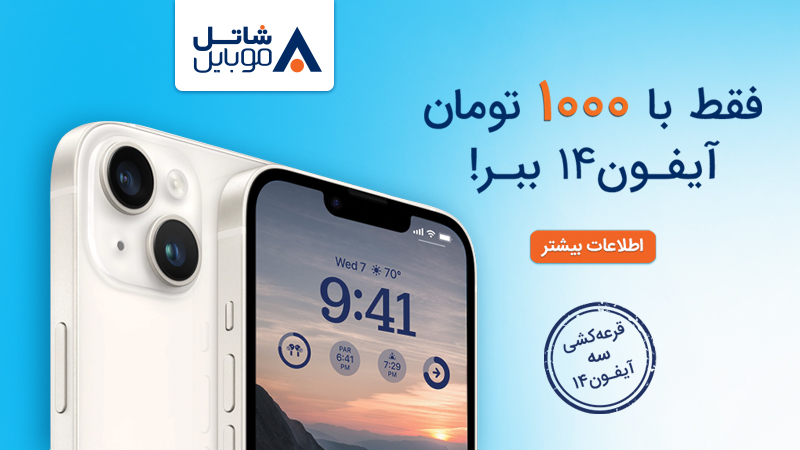 شاتل
موبایل
فقط با ۱۰۰۰ تومان
آیفون۱۴ ببر!
اطلاعات بیشتر
قرعه‌کشی
سه
آیفون۱۴
Wed 7 70°
9:41
PAR
6:41
PM
7:29
PM